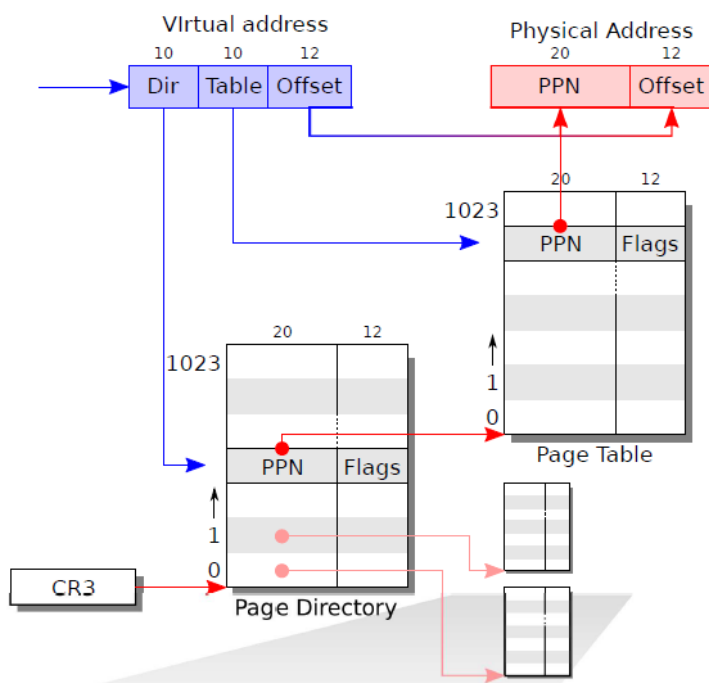 VIrtual address
Physical Address
10 10 12
20 12
Dir Table Offset
PPN Offset
20 12
1023
PPN Flags
20 12
1023
1
0
Page Table
PPN Flags
1
0
CR3
Page Directory